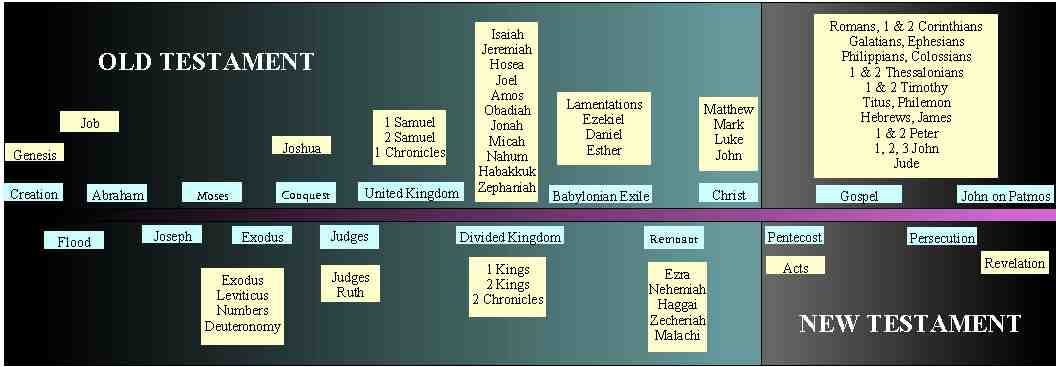 OLD TESTAMENT
Genesis
Job
Joshua
1 Samuel
2 Samuel
1 Chronicles
Isaiah
Jeremiah
Hosea
Joel
Amos
Obadiah
Jonah
Micah
Nahum
Habakkuk
Zephaniah
Lamentations
Ezekiel
Daniel
Esther
Matthew
Mark
Luke
John
Romans, 1 & 2 Corinthians
Galatians, Ephesians
Philippians, Colossians
1 & 2 Thessalonians
1 & 2 Timothy
Titus, Philemon
Hebrews, James
1 & 2 Peter
1, 2, 3 John
Jude
Creation
Abraham
Moses
Conquest
United Kingdom
Babylonian Exile
Christ
Gospel
John on Patmos
Flood
Joseph
Exodus
Judges
Divided Kingdom
Remnant
Pentecost
Persecution
Exodus
Leviticus
Numbers
Deuteronomy
Judges
Ruth
1 Kings
2 Kings
2 Chronicles
Ezra
Nehemiah
Haggai
Zecheriah
Malachi
Acts
Revelation
NEW TESTAMENT